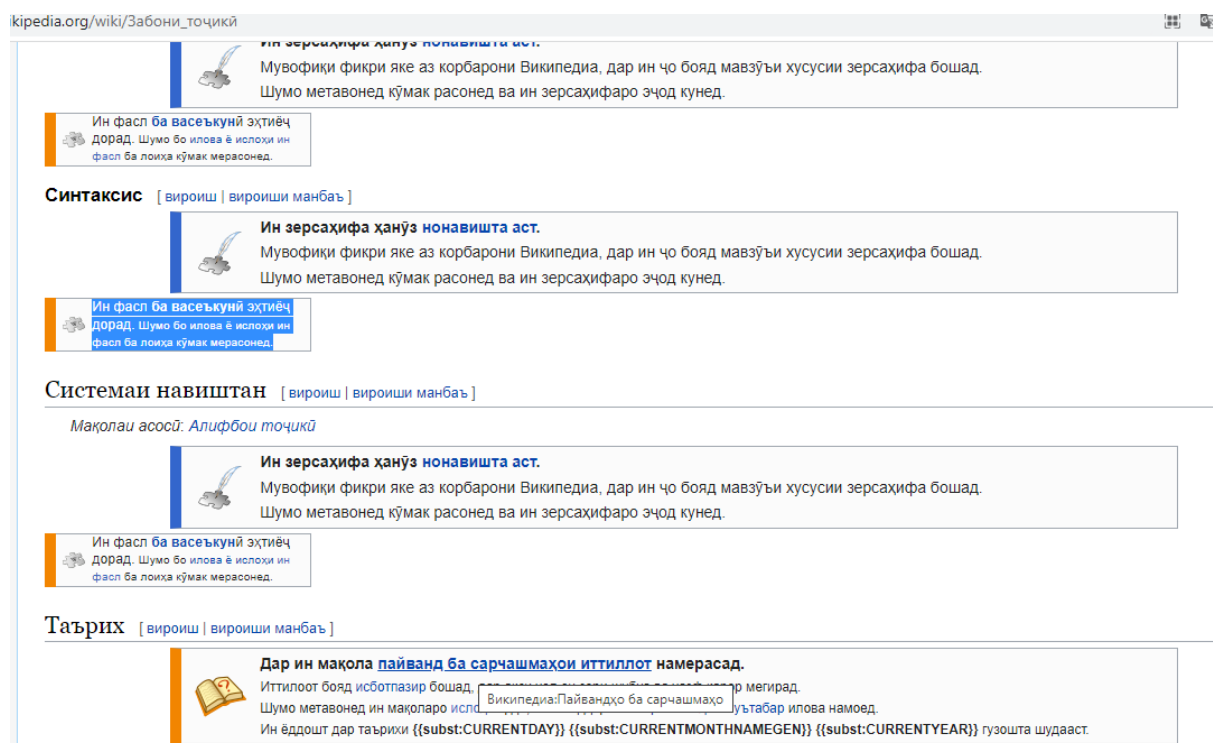 kipedia.org/wiki/Забони_тоҷикӣ
Ин зерсаҳифа ҳанӯз нонавишта аст.
Мувофиқи фикри яке аз корбарони Википедиа, дар ин ҷо бояд мавзӯъи хусусии зерсаҳифа бошад.
Шумо метавонед кӯмак расонед ва ин зерсаҳифаро эҷод кунед.
Ин фасл ба васеъкунӣ эҳтиёҷ
дорад. Шумо бо илова ё ислоҳи ин
фасл ба лоиҳа кӯмак мерасонед.
Синтаксис [ вироиш | вироиши манбаъ ]
Ин зерсаҳифа ҳанӯз нонавишта аст.
Мувофиқи фикри яке аз корбарони Википедиа, дар ин ҷо бояд мавзӯъи хусусии зерсаҳифа бошад.
Шумо метавонед кӯмак расонед ва ин зерсаҳифаро эҷод кунед.
Ин фасл ба васеъкунӣ эҳтиёҷ
дорад. Шумо бо илова ё ислоҳи ин
фасл ба лоиҳа кӯмак мерасонед.
Системаи навиштан [ вироиш | вироиши манбаъ ]
Мақолаи асосӣ: Алифбои тоҷикӣ
Ин зерсаҳифа ҳанӯз нонавишта аст.
Мувофиқи фикри яке аз корбарони Википедиа, дар ин ҷо бояд мавзӯъи хусусии зерсаҳифа бошад.
Шумо метавонед кӯмак расонед ва ин зерсаҳифаро эҷод кунед.
Ин фасл ба васеъкунӣ эҳтиёҷ
дорад. Шумо бо илова ё ислоҳи ин
фасл ба лоиҳа кӯмак мерасонед.
Таърих [ вироиш | вироиши манбаъ ]
Дар ин мақола пайванд ба сарчашмаҳои иттиллот намерасад.
Иттилоот бояд исботпазир бошад, мегирад.
Википедиа:Пайвандҳо ба сарчашмаҳо
Шумо метавонед ин мақоларо илова намоед.
Ин ёддошт дар таърихи {{subst:CURRENTDAY}} {{subst:CURRENTMONTHNAMEGEN}} {{subst:CURRENTYEAR}} гузошта шудааст.